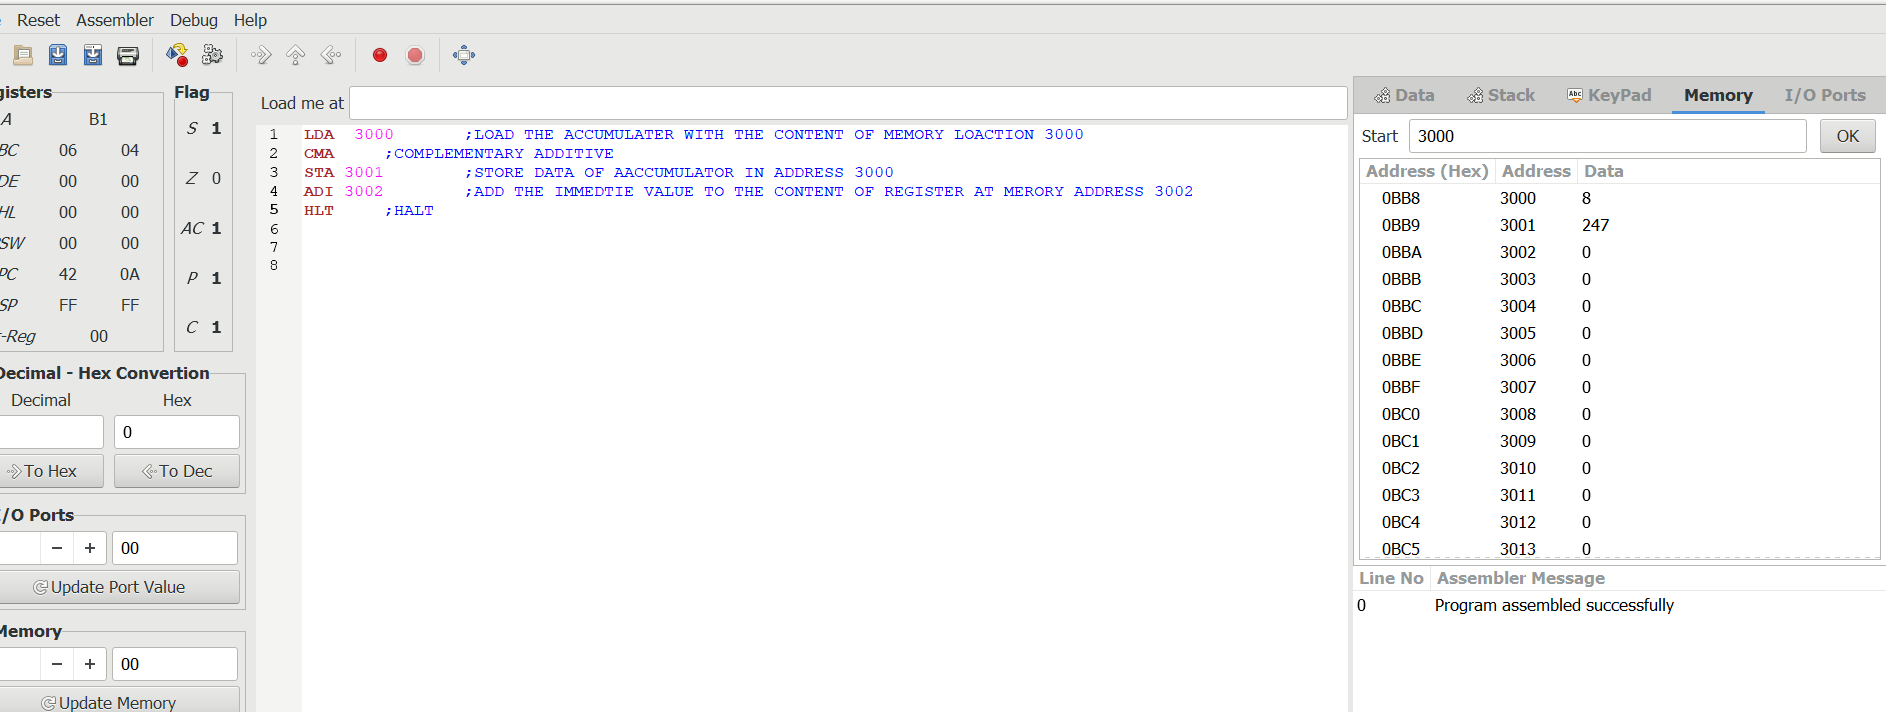 Reset Assembler Debug Help
gisters
A B1
BC 06 04
DE 00 00
HL 00 00
SW 00 00
PC 42 0A
SP FF FF
-Reg 00
Flag
S 1
Z 0
AC 1
P 1
C 1
Decimal - Hex Convertion
Decimal Hex
0
To Hex To Dec
I/O Ports
− + 00
Update Port Value
Memory
− + 00
Update Memory
Load me at
1 LDA 3000 ;LOAD THE ACCUMULATER WITH THE CONTENT OF MEMORY LOACTION 3000
2 CMA ;COMPLEMENTARY ADDITIVE
3 STA 3001 ;STORE DATA OF AACCUMULATOR IN ADDRESS 3000
4 ADI 3002 ;ADD THE IMMEDTIE VALUE TO THE CONTENT OF REGISTER AT MERORY ADDRESS 3002
5 HLT ;HALT
6
7
8
Data Stack Abc KeyPad Memory I/O Ports
Start 3000 OK
Address (Hex) Address Data
0BB8 3000 8
0BB9 3001 247
0BBA 3002 0
0BBB 3003 0
0BBC 3004 0
0BBD 3005 0
0BBE 3006 0
0BBF 3007 0
0BC0 3008 0
0BC1 3009 0
0BC2 3010 0
0BC3 3011 0
0BC4 3012 0
0BC5 3013 0
Line No Assembler Message
0 Program assembled successfully